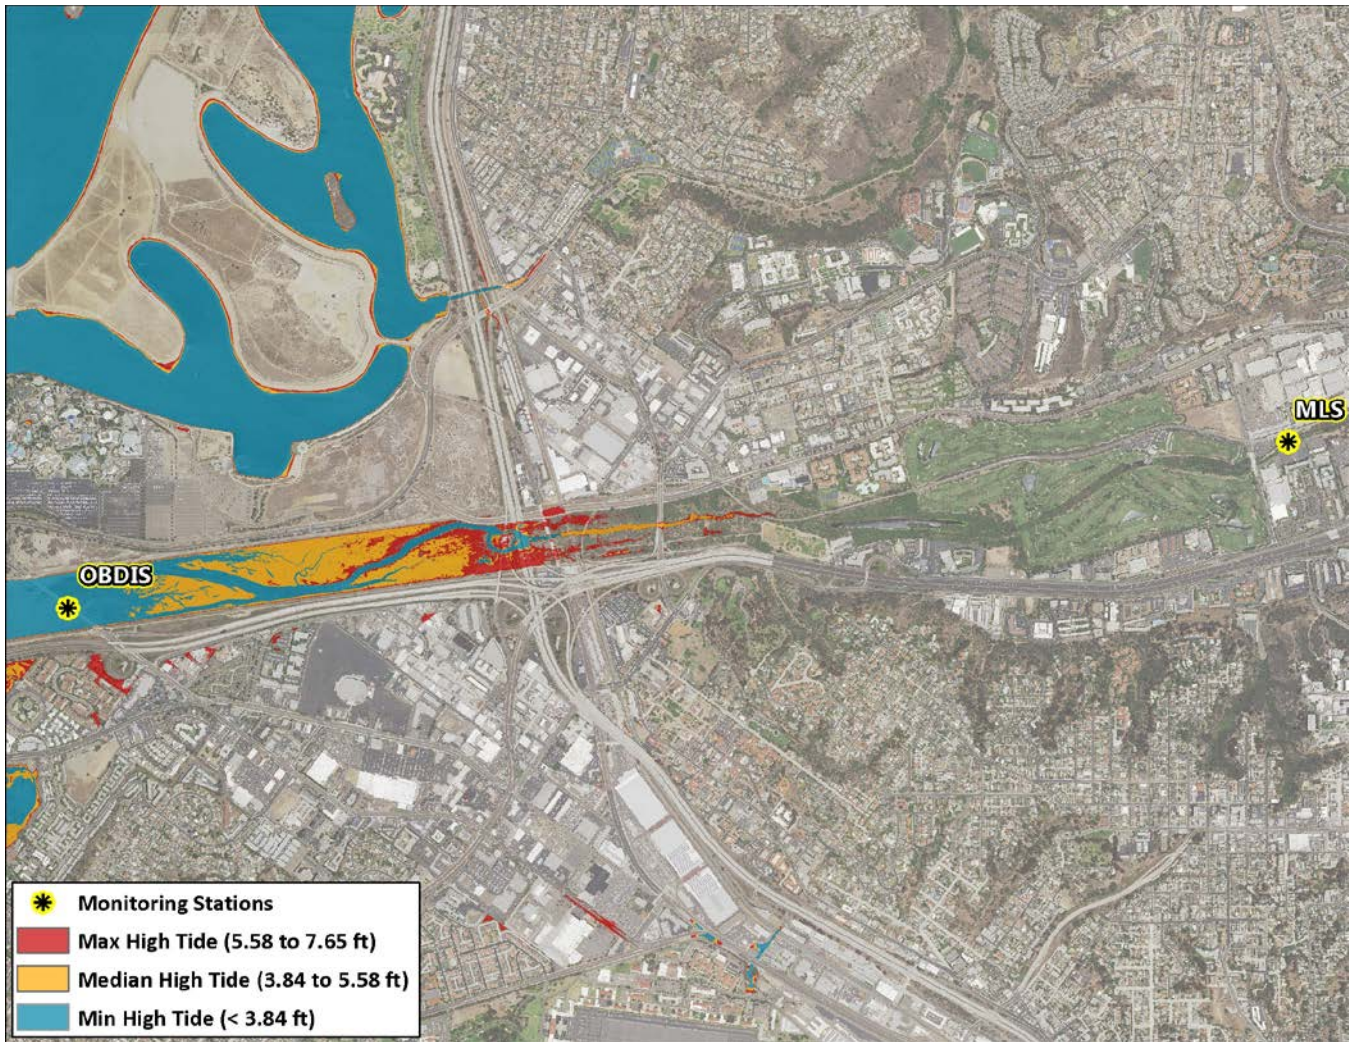 MLS
OBDIS
Monitoring Stations
Max High Tide (5.58 to 7.65 ft)
Median High Tide (3.84 to 5.58 ft)
Min High Tide (< 3.84 ft)